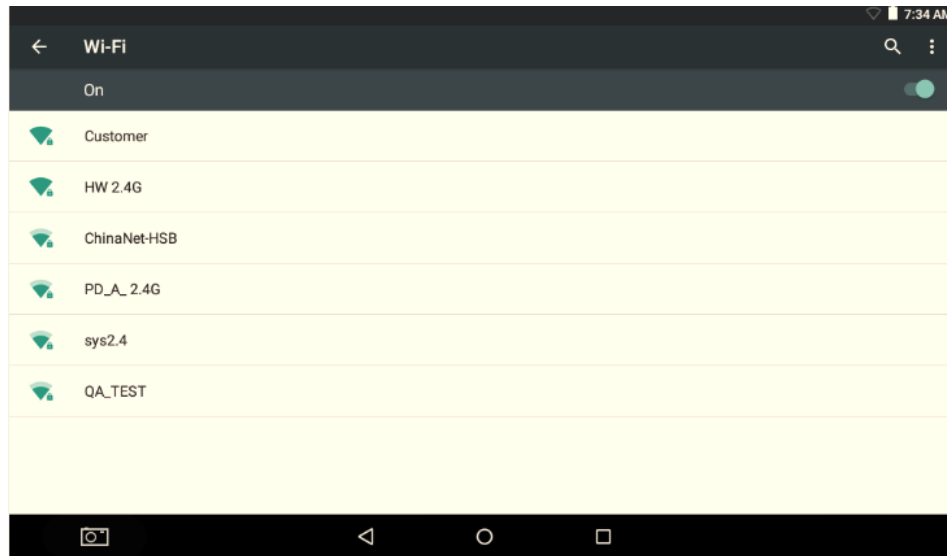 7:34 AM
Wi-Fi
On
Customer
HW 2.4G
ChinaNet-HSB
PD_A_ 2.4G
sys2.4
QA_TEST